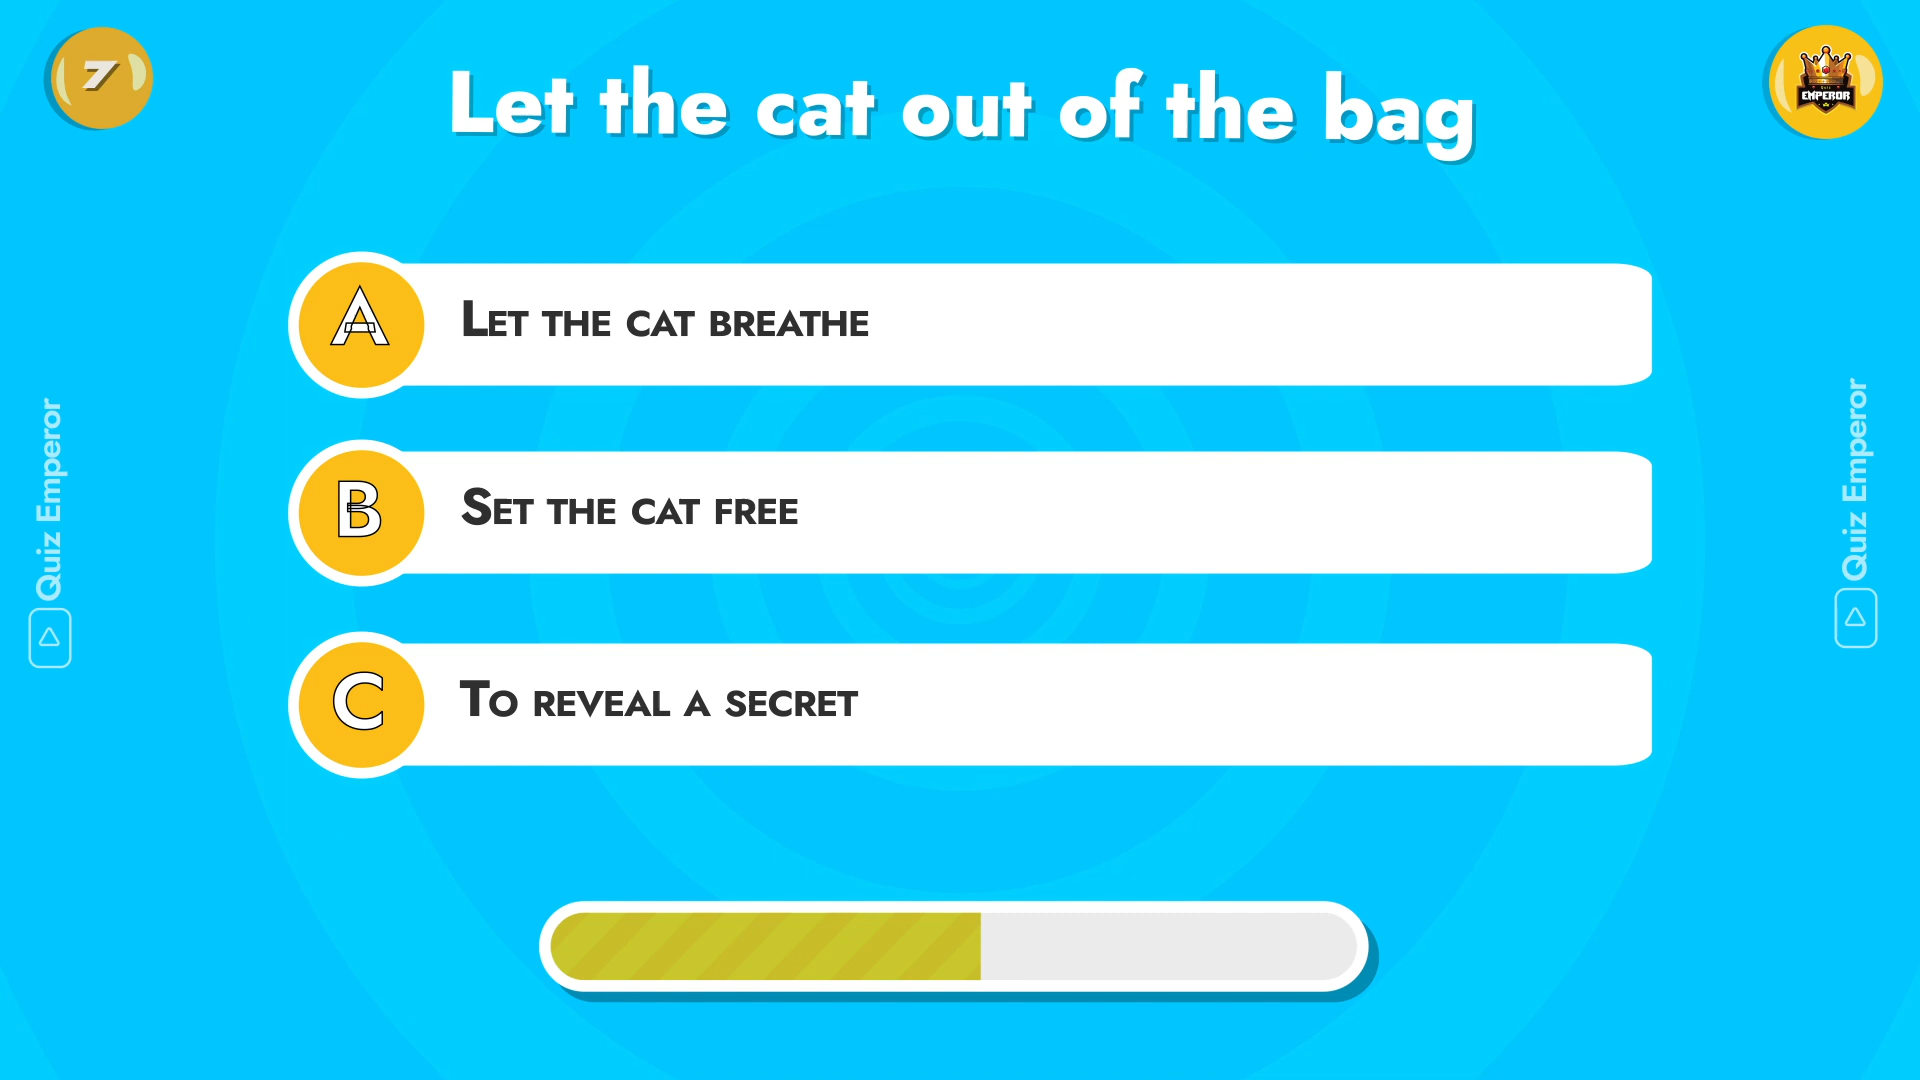 7
Let the cat out of the bag
EMPEROR
A
Let the cat breathe
B
Set the cat free
C
To reveal a secret
Quiz Emperor
Quiz Emperor